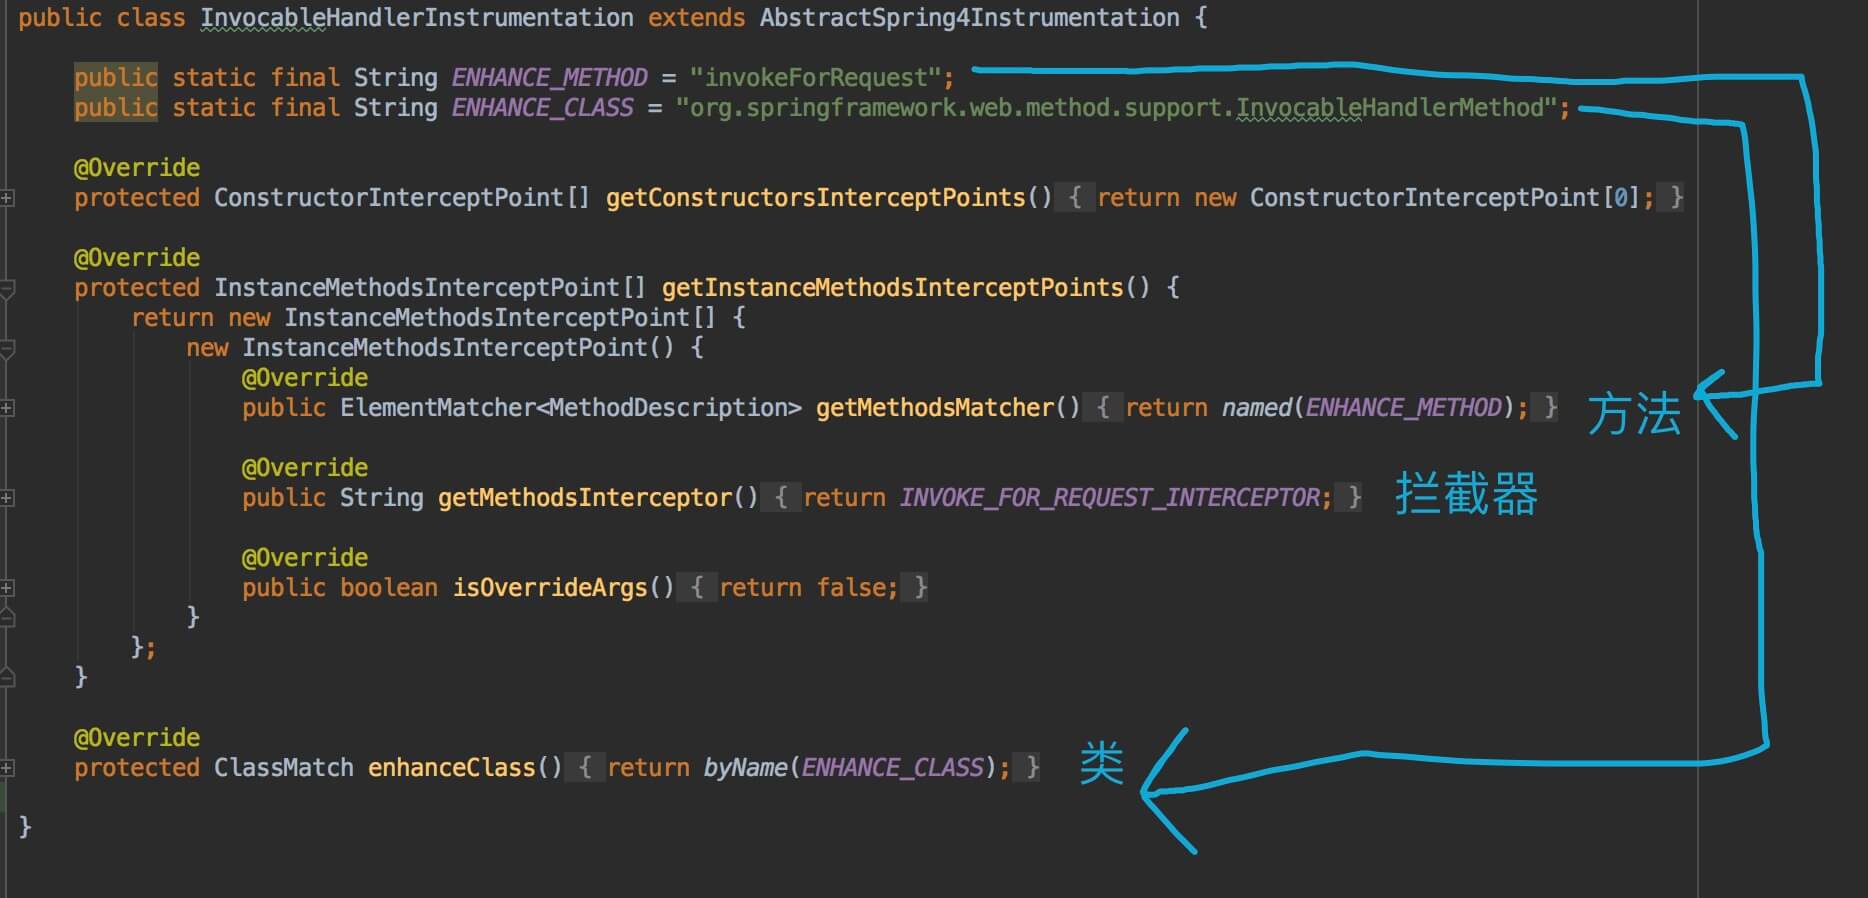 public class InvocableHandlerInstrumentation extends AbstractSpring4Instrumentation {
public static final String ENHANCE_METHOD = "invokeForRequest";
public static final String ENHANCE_CLASS = "org.springframework.web.method.support.InvocableHandlerMethod";
@Override
protected ConstructorInterceptPoint[] getConstructorsInterceptPoints() { return new ConstructorInterceptPoint[0]; }
@Override
protected InstanceMethodsInterceptPoint[] getInstanceMethodsInterceptPoints() {
return new InstanceMethodsInterceptPoint[] {
new InstanceMethodsInterceptPoint() {
@Override
public ElementMatcher<MethodDescription> getMethodsMatcher() { return named(ENHANCE_METHOD); } 方法
@Override
public String getMethodsInterceptor() { return INVOKE_FOR_REQUEST_INTERCEPTOR; } 拦截器
@Override
public boolean isOverrideArgs() { return false; }
}
};
}
@Override
protected ClassMatch enhanceClass() { return byName(ENHANCE_CLASS); } 类
}